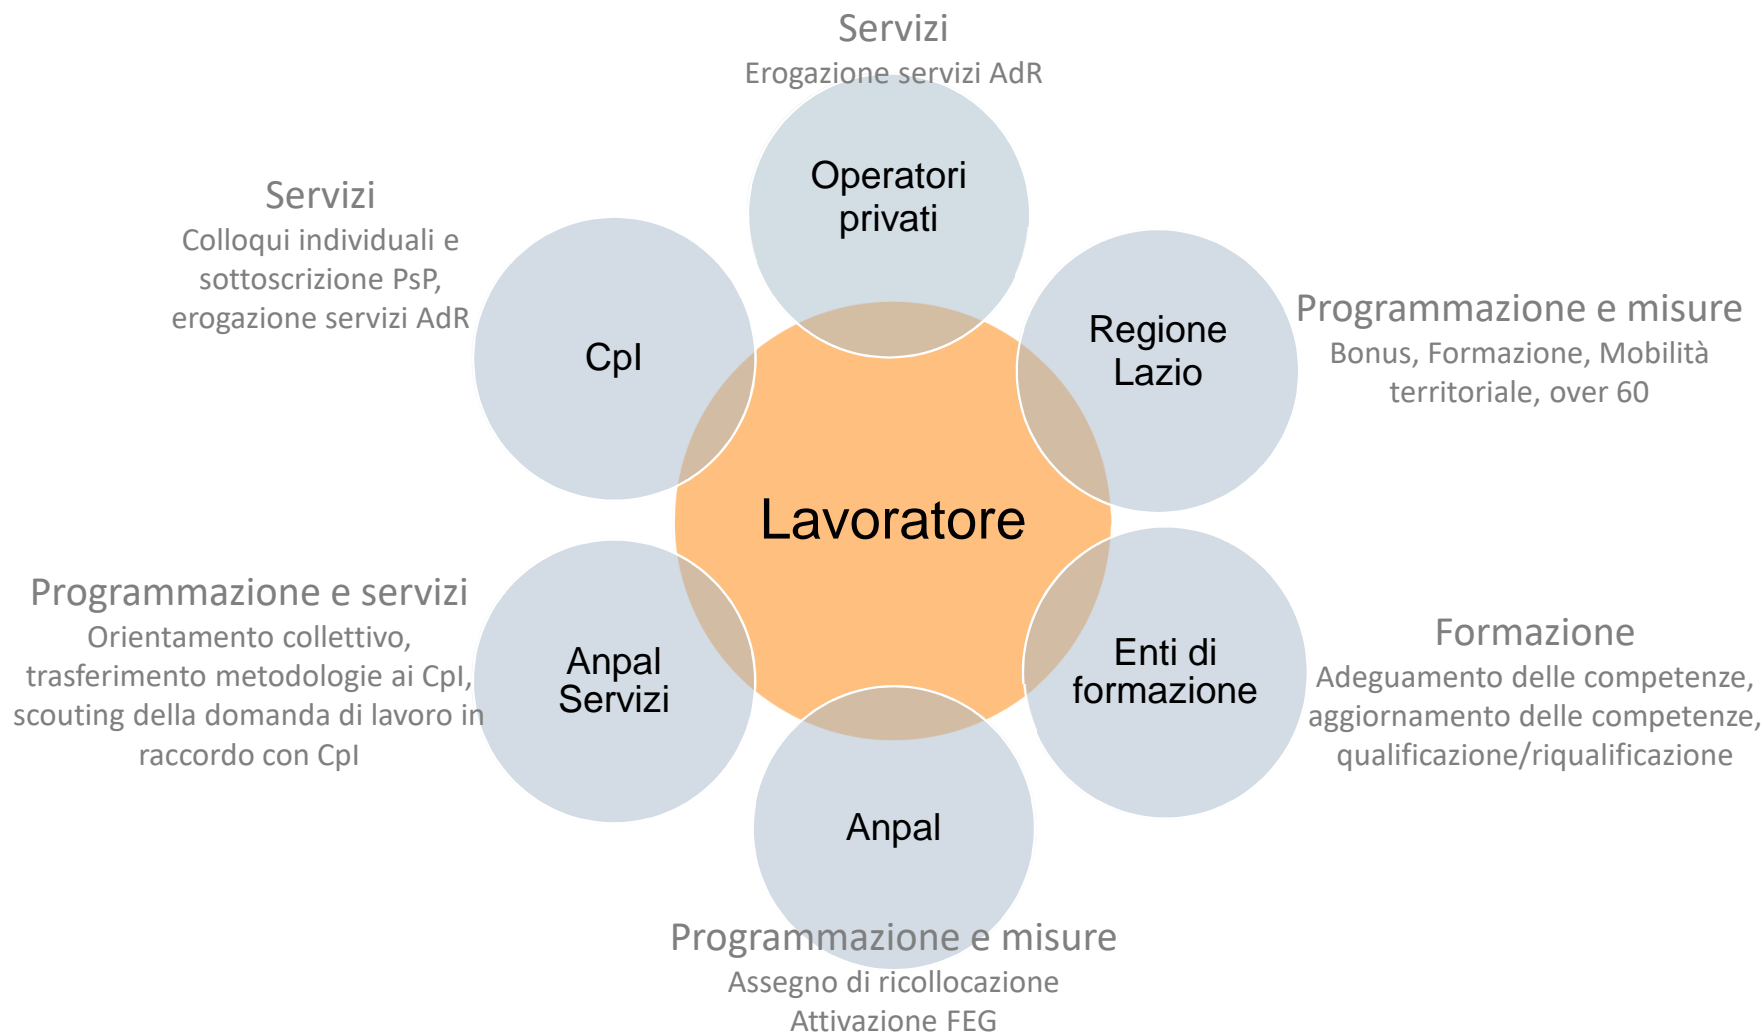 Servizi
Erogazione servizi AdR
Operatori
privati
Servizi
Colloqui individuali e
sottoscrizione PsP,
erogazione servizi AdR
CpI
Regione
Lazio
Programmazione e misure
Bonus, Formazione, Mobilità
territoriale, over 60
Lavoratore
Programmazione e servizi
Orientamento collettivo,
trasferimento metodologie ai CpI,
scouting della domanda di lavoro in
raccordo con CpI
Anpal
Servizi
Enti di
formazione
Formazione
Adeguamento delle competenze,
aggiornamento delle competenze,
qualificazione/riqualificazione
Anpal
Programmazione e misure
Assegno di ricollocazione
Attivazione FEG